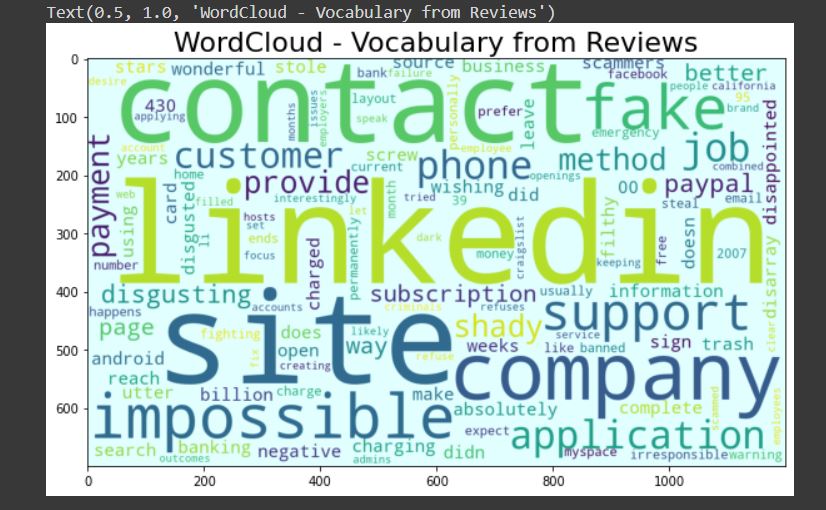 Text(0.5, 1.0, 'WordCloud - Vocabulary from Reviews')
WordCloud - Vocabulary from Reviews
0
100
200
300
400
500
600
0
200
400
600
800
1000
stars
wonderful
stole
bank
failure
source
business
scammers
facebook
better
desire
people
california
contact
fake
430
applying
months
issues
employers
layout
speak
personally
prefer
leave
emergency
95
brand
disappointed
payment
account
years
customer
screw
employee
phone
method
job
combined
home
current
openings
using
web
card
filled
disgusted
provide
interestingly
month
tried
wishing
39
did
00
paypal
steal
email
linkedin
hosts
set
li
ends
focus
number
charged
permanently
let
dark
money
craigslist
filthy
keeping
free
doesn
2007
disarray
disgusting
accounts
subscription
criminals
refuses
usually
information
happens
page
site
fighting
does
likely
way
shady
support
service
clear
android
fix
open
creating
refuse
weeks
like
banned
sign
trash
reach
utter
billion
charge
make
company
impossible
absolutely
complete
scammed
employees
expect
application
search
banking
outcomes
negative
charging
admins
didn
myspace
irresponsible
warning